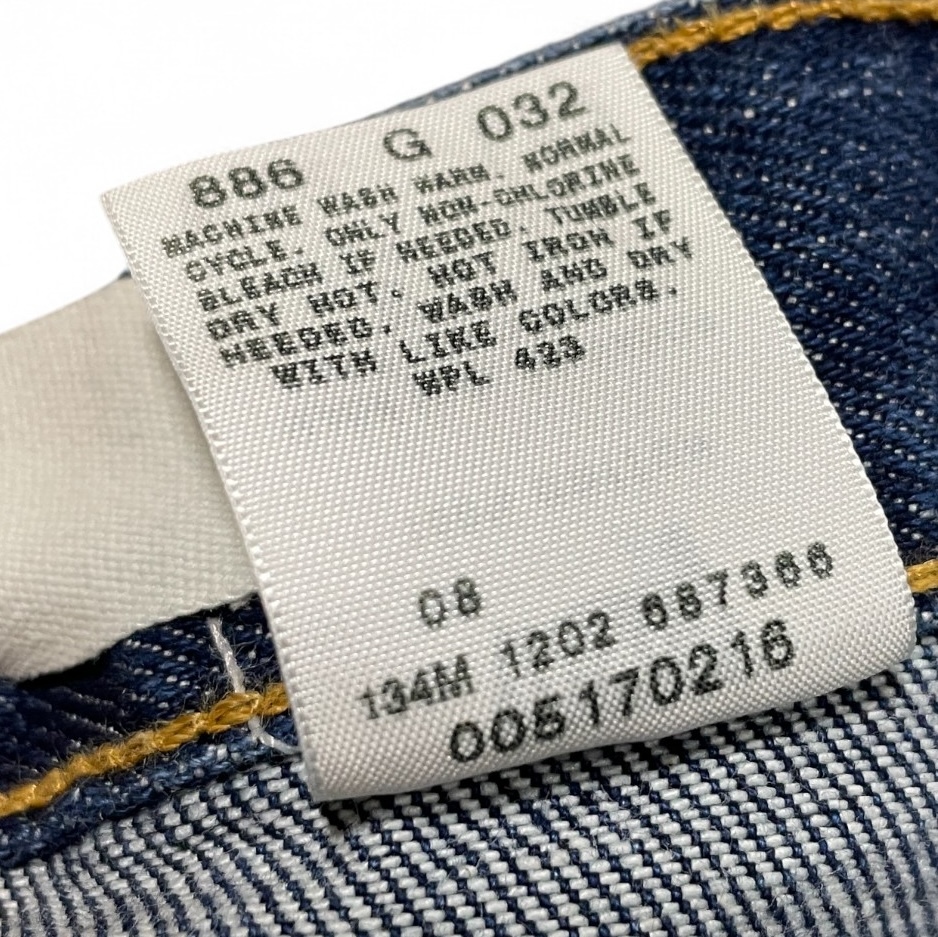 886 G 032
MACHINE WASH WARM. NORMAL
CYCLE. ONLY NON-CHLORINE
BLEACH IF NEEDED. TUMBLE
DRY HOT. HOT IRON IF
NEEDED. WASH AND DRY
WITH LIKE COLORS.
WPL 423
08
134M 1202 687366
005170216